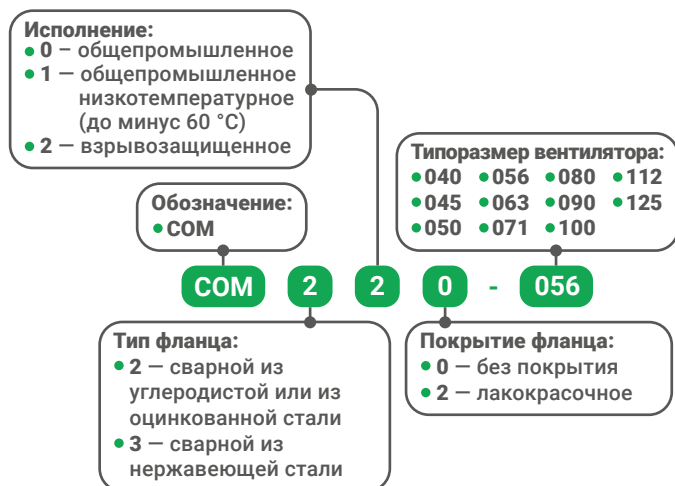 Исполнение:
0 – общепромышленное
1 — общепромышленное
низкотемпературное
(до минус 60 °C)
2 – взрывозащищенное
Типоразмер вентилятора:
040 056 080 112
045 063 090 125
050 071 100
Обозначение:
СОМ
СОМ 2 2 0 - 056
Тип фланца:
2 — сварной из
углеродистой или из
оцинкованной стали
3 — сварной из
нержавеющей стали
Покрытие фланца:
0 — без покрытия
2 — лакокрасочное